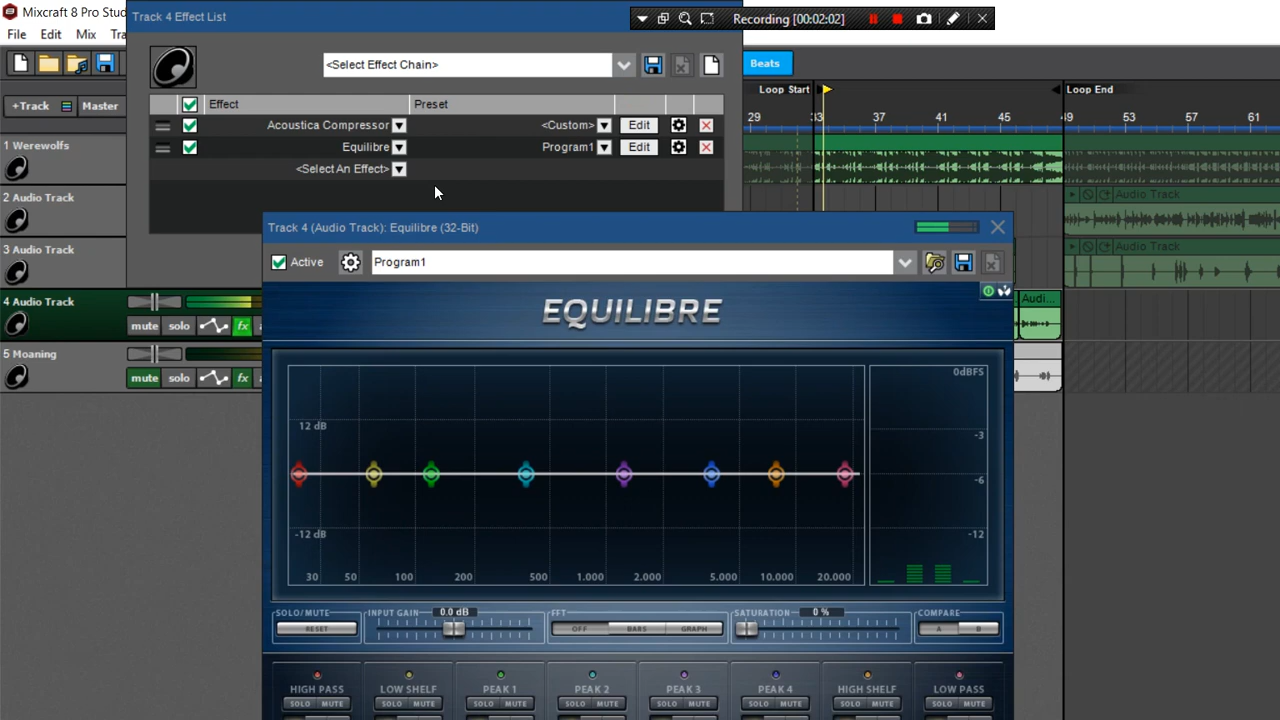 Mixcraft 8 Pro Stud
Track 4 Effect List
Recording [00:02:02]
File Edit Mix Tra
<Select Effect Chain>
Beats
+Track Master
Effect Preset
Loop Start Loop End
29 33 37 41 45 49 53 57 61
Acoustica Compressor <Custom> Edit
1 Werewolfs
Equilibre Program1 Edit
<Select An Effect>
2 Audio Track
Audio Track
Track 4 (Audio Track): Equilibre (32-Bit)
3 Audio Track
Audio Track
Active Program1
4 Audio Track
Audi...
EQUILIBRE
mute solo fx
5 Moaning
0dBFS
mute solo fx
12 dB
-3
-6
-12 dB
-12
30 50 100 200 500 1.000 2.000 5.000 10.000 20.000
SOLO/MUTE INPUT GAIN 0.0 dB FFT SATURATION 0 % COMPARE
RESET OFF BARS GRAPH A B
HIGH PASS LOW SHELF PEAK 1 PEAK 2 PEAK 3 PEAK 4 HIGH SHELF LOW PASS
SOLO MUTE SOLO MUTE SOLO MUTE SOLO MUTE SOLO MUTE SOLO MUTE SOLO MUTE SOLO MUTE